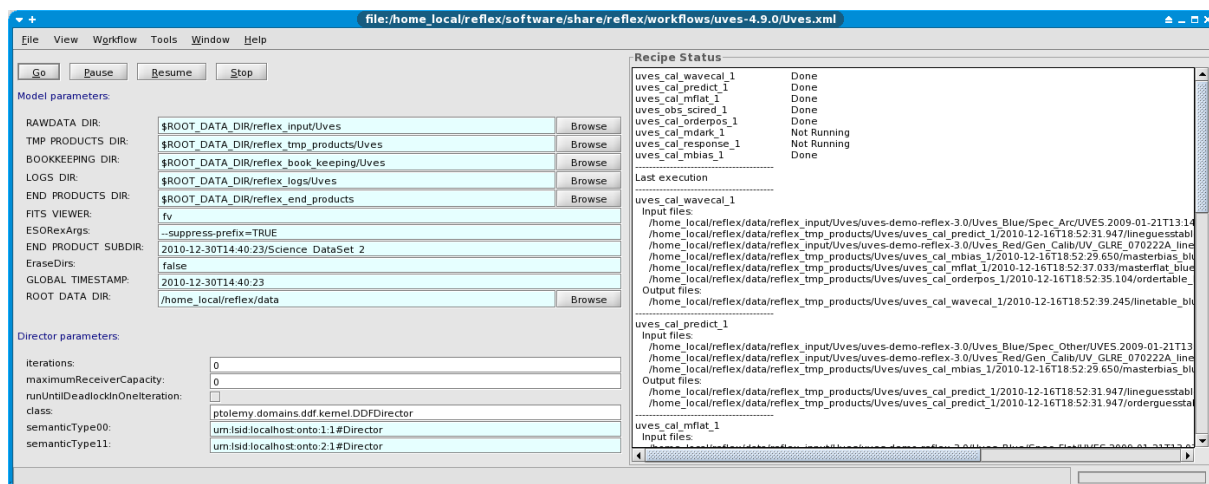 file:/home_local/reflex/software/share/reflex/workflows/uves-4.9.0/Uves.xml
File View Workflow Tools Window Help
Go Pause Resume Stop
Model parameters:
RAWDATA DIR: $ROOT_DATA_DIR/reflex_input/Uves Browse
TMP PRODUCTS DIR: $ROOT_DATA_DIR/reflex_tmp_products/Uves Browse
BOOKKEEPING DIR: $ROOT_DATA_DIR/reflex_book_keeping/Uves Browse
LOGS DIR: $ROOT_DATA_DIR/reflex_logs/Uves Browse
END PRODUCTS DIR: $ROOT_DATA_DIR/reflex_end_products Browse
FITS VIEWER: fv
ESORexArgs: --suppress-prefix=TRUE
END PRODUCT SUBDIR: 2010-12-30T14:40:23/Science_DataSet_2
EraseDirs: false
GLOBAL TIMESTAMP: 2010-12-30T14:40:23
ROOT DATA DIR: /home_local/reflex/data Browse
Director parameters:
iterations: 0
maximumReceiverCapacity: 0
runUntilDeadlockInOneIteration:
class: ptolemy.domains.ddf.kernel.DDFDirector
semanticType00: urn:lsid:localhost:onto:1:1#Director
semanticType11: urn:lsid:localhost:onto:2:1#Director
Recipe Status
uves_cal_wavecal_1 Done
uves_cal_predict_1 Done
uves_cal_mflat_1 Done
uves_obs_scired_1 Done
uves_cal_orderpos_1 Done
uves_cal_mdark_1 Not Running
uves_cal_response_1 Not Running
uves_cal_mbias_1 Done
----------------------------------------
Last execution
----------------------------------------
uves_cal_wavecal_1
Input files:
/home_local/reflex/data/reflex_input/Uves/uves-demo-reflex-3.0/Uves_Blue/Spec_Arc/UVES.2009-01-21T13:14
/home_local/reflex/data/reflex_tmp_products/Uves/uves_cal_predict_1/2010-12-16T18:52:31.947/lineguesstabl
/home_local/reflex/data/reflex_input/Uves/uves-demo-reflex-3.0/Uves_Red/Gen_Calib/UV_GLRE_070222A_line
/home_local/reflex/data/reflex_tmp_products/Uves/uves_cal_mbias_1/2010-12-16T18:52:29.650/masterbias_blu
/home_local/reflex/data/reflex_tmp_products/Uves/uves_cal_mflat_1/2010-12-16T18:52:37.033/masterflat_blue
/home_local/reflex/data/reflex_tmp_products/Uves/uves_cal_orderpos_1/2010-12-16T18:52:35.104/ordertable_
Output files:
/home_local/reflex/data/reflex_tmp_products/Uves/uves_cal_wavecal_1/2010-12-16T18:52:39.245/linetable_blu
----------------------------------------
uves_cal_predict_1
Input files:
/home_local/reflex/data/reflex_input/Uves/uves-demo-reflex-3.0/Uves_Blue/Spec_Other/UVES.2009-01-21T13
/home_local/reflex/data/reflex_input/Uves/uves-demo-reflex-3.0/Uves_Red/Gen_Calib/UV_GLRE_070222A_line
/home_local/reflex/data/reflex_tmp_products/Uves/uves_cal_mbias_1/2010-12-16T18:52:29.650/masterbias_blu
Output files:
/home_local/reflex/data/reflex_tmp_products/Uves/uves_cal_predict_1/2010-12-16T18:52:31.947/lineguesstabl
/home_local/reflex/data/reflex_tmp_products/Uves/uves_cal_predict_1/2010-12-16T18:52:31.947/orderguesstal
----------------------------------------
uves_cal_mflat_1
Input files: